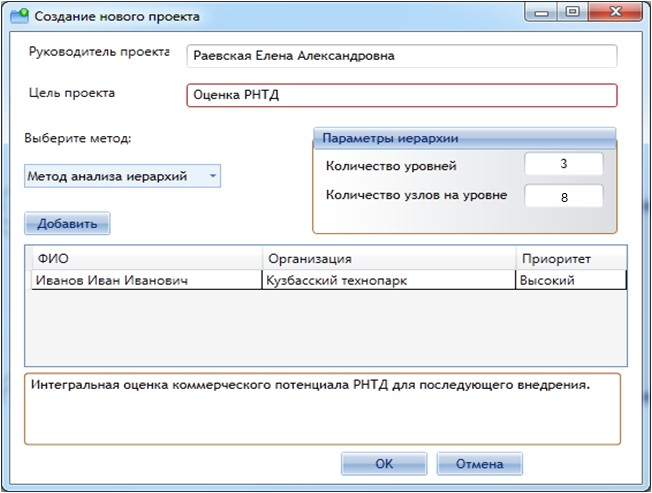 Создание нового проекта
Руководитель проекта
Раевская Елена Александровна
Цель проекта
Оценка РНТД
Выберите метод:
Параметры иерархии
Метод анализа иерархий
Количество уровней
3
Количество узлов на уровне
8
Добавить
ФИО Организация Приоритет
Иванов Иван Иванович Кузбасский технопарк Высокий
Интегральная оценка коммерческого потенциала РНТД для последующего внедрения.
ОК Отмена